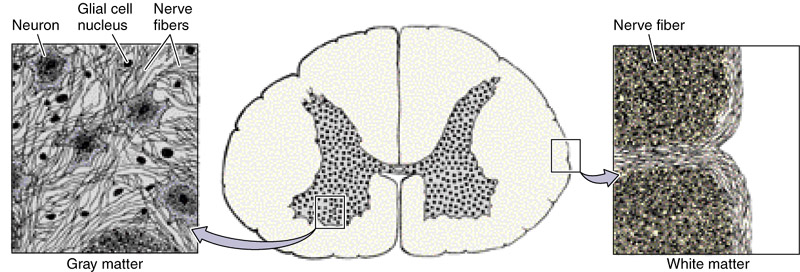 Neuron
Glial cell
nucleus
Nerve
fibers
Nerve fiber
Gray matter
White matter